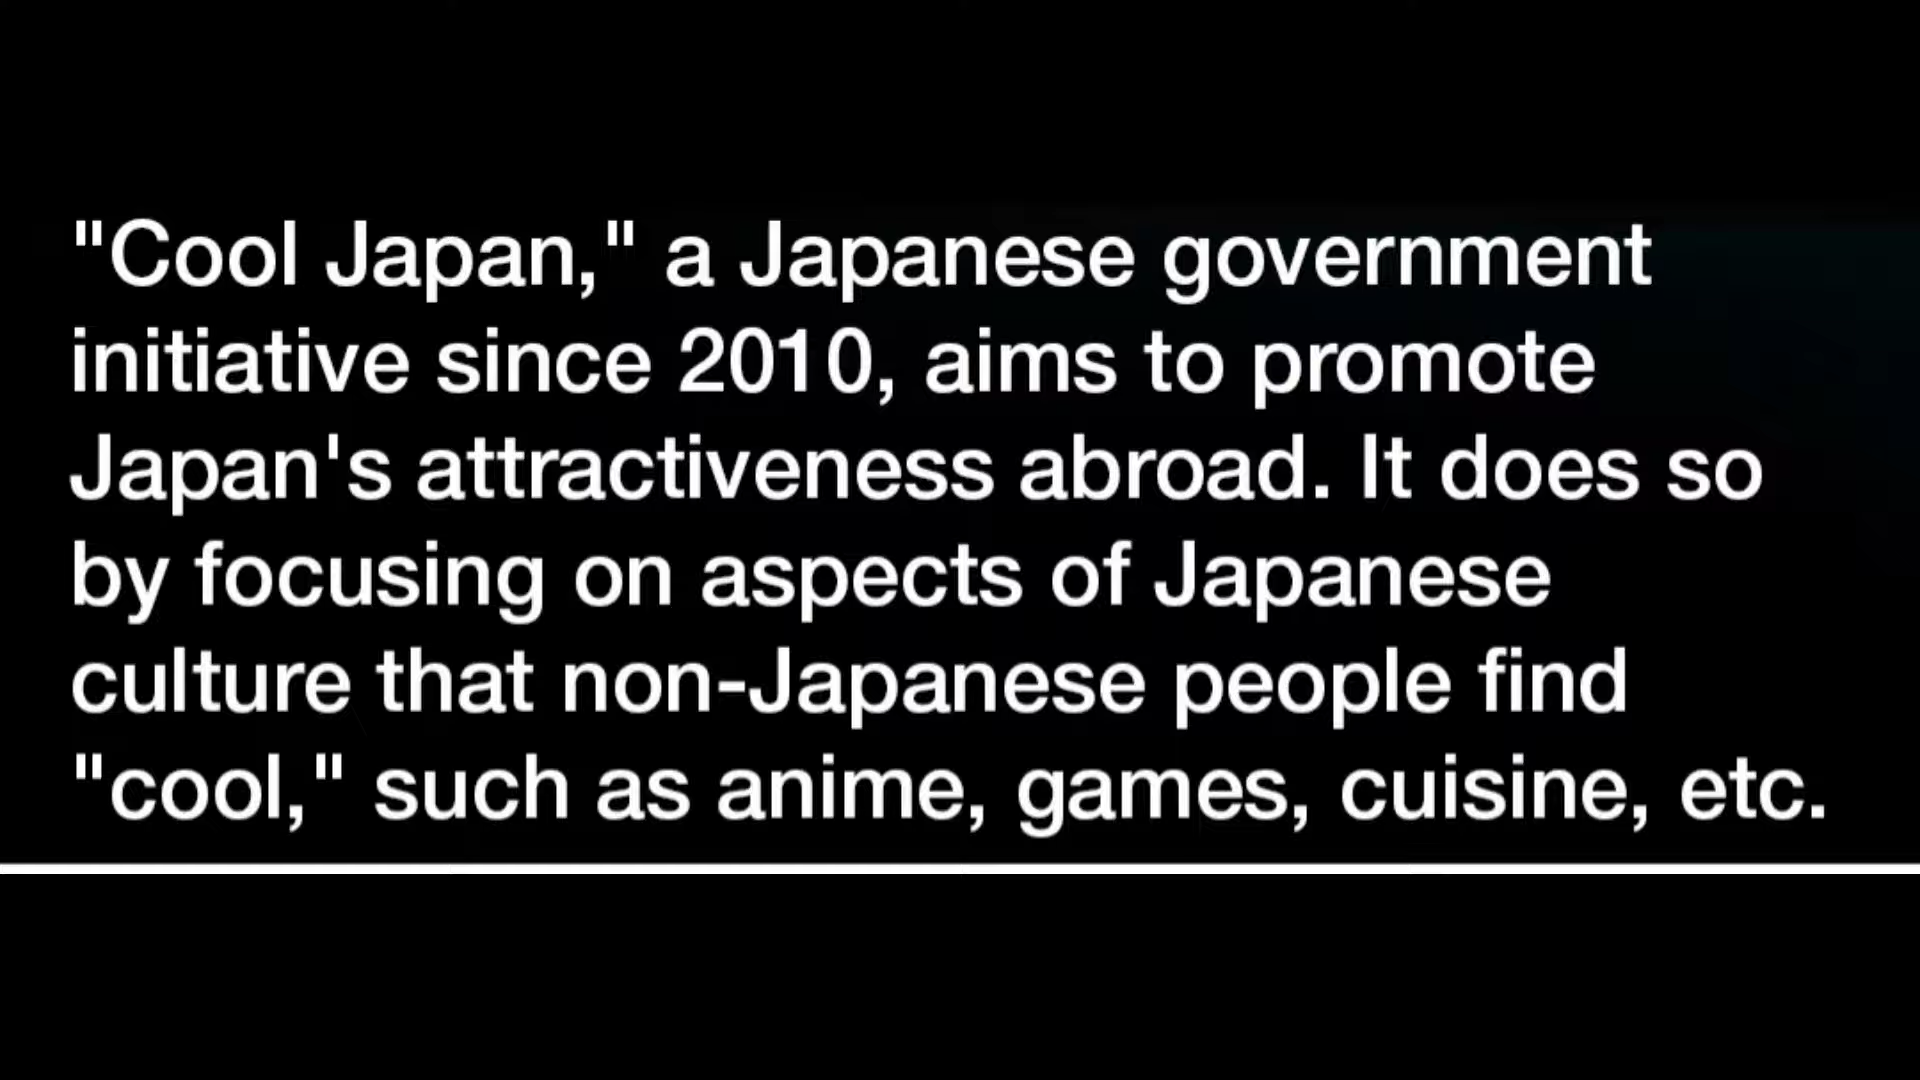 "Cool Japan," a Japanese government
initiative since 2010, aims to promote
Japan's attractiveness abroad. It does so
by focusing on aspects of Japanese
culture that non-Japanese people find
"cool," such as anime, games, cuisine, etc.